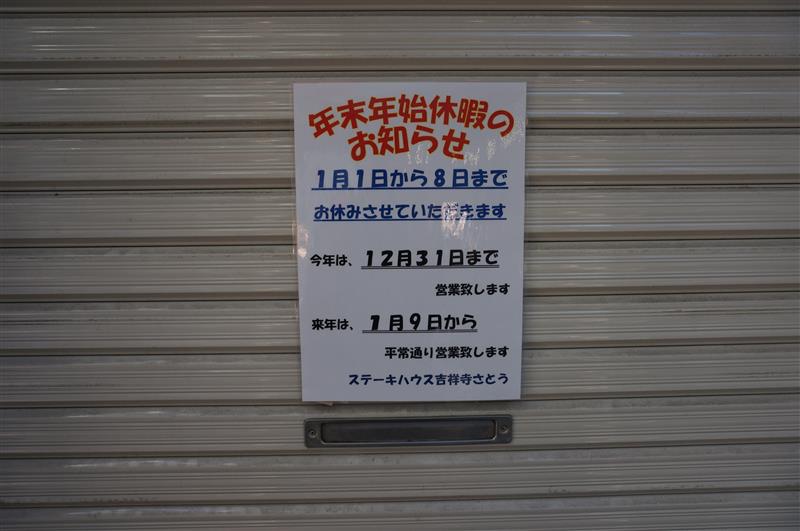 年末年始休暇の
お知らせ
1月1日から8日まで
お休みさせていただきます
今年は、12月31日まで
営業致します
来年は、1月9日から
平常通り営業致します
ステーキハウス吉祥寺さとう